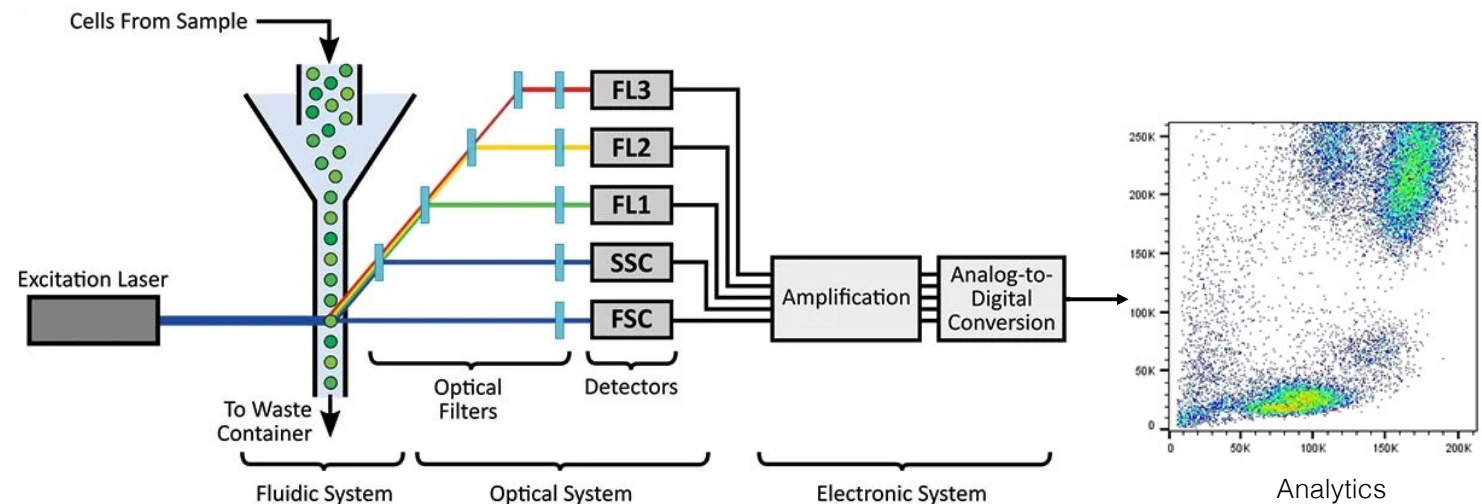 Cells From Sample
Excitation Laser
To Waste
Container
Fluidic System
FL3
FL2
FL1
SSC
FSC
Optical
Filters
Detectors
Optical System
Amplification
Analog-to-
Digital
Conversion
Electronic System
250K
200K
150K
100K
50K
0
0 50K 100K 150K 200K
Analytics